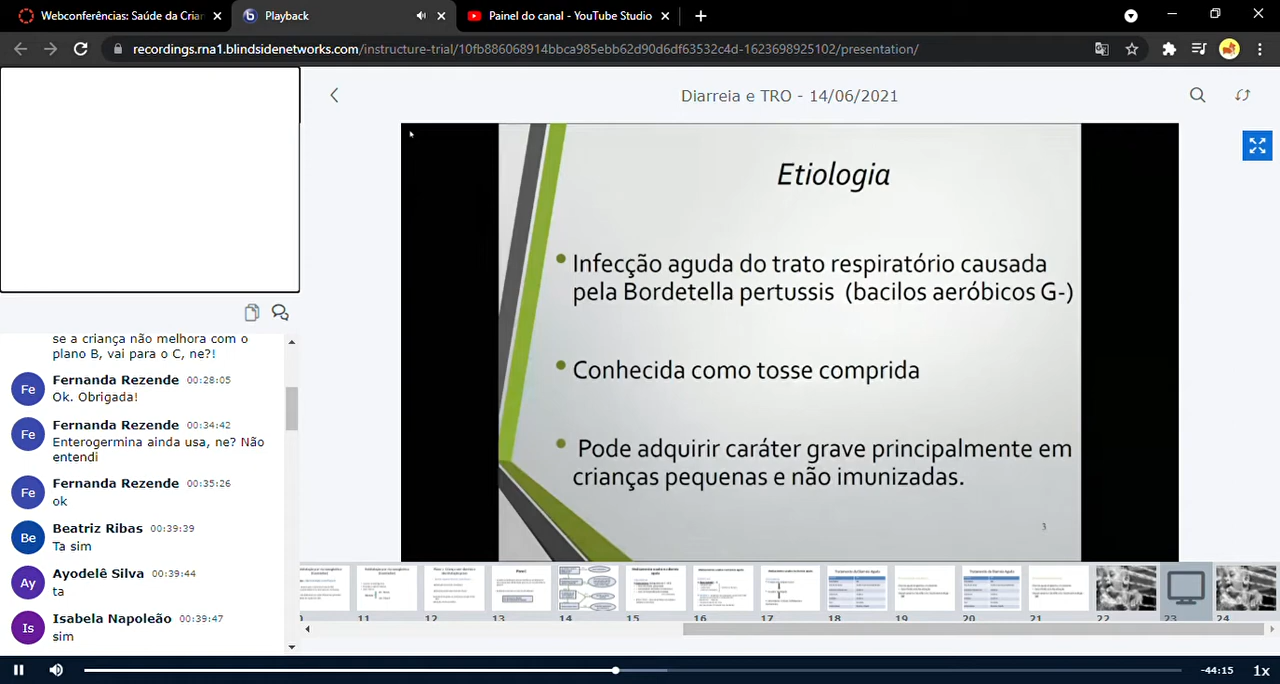 Webconferências: Saúde da Crian
Playback
Painel do canal - YouTube Studio
recordings.rna1.blindsidenetworks.com/instructure-trial/10fb886068914bbca985ebb62d90d6df63532c4d-1623698925102/presentation/
Diarreia e TRO - 14/06/2021
Etiologia
Infecção aguda do trato respiratório causada
pela Bordetella pertussis (bacilos aeróbicos G-)
Conhecida como tosse comprida
Pode adquirir caráter grave principalmente em
crianças pequenas e não imunizadas.
3
se a criança não melhora com o
plano B, vai para o C, ne?!
Fe
Fernanda Rezende 00:28:05
Ok. Obrigada!
Fe
Fernanda Rezende 00:34:42
Enterogermina ainda usa, ne? Não
entendi
Fe
Fernanda Rezende 00:35:26
ok
Be
Beatriz Ribas 00:39:39
Ta sim
Ay
Ayodelê Silva 00:39:44
ta
Is
Isabela Napoleão 00:39:47
sim
11 12 13 14 15 16 17 18 19 20 21 22 23 24
-44:15 1x